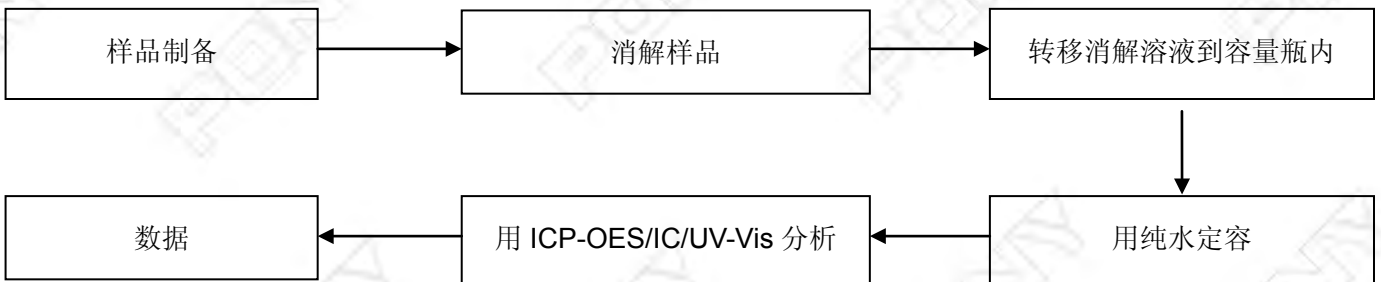 样品制备
消解样品
转移消解溶液到容量瓶内
用纯水定容
用 ICP-OES/IC/UV-Vis 分析
数据